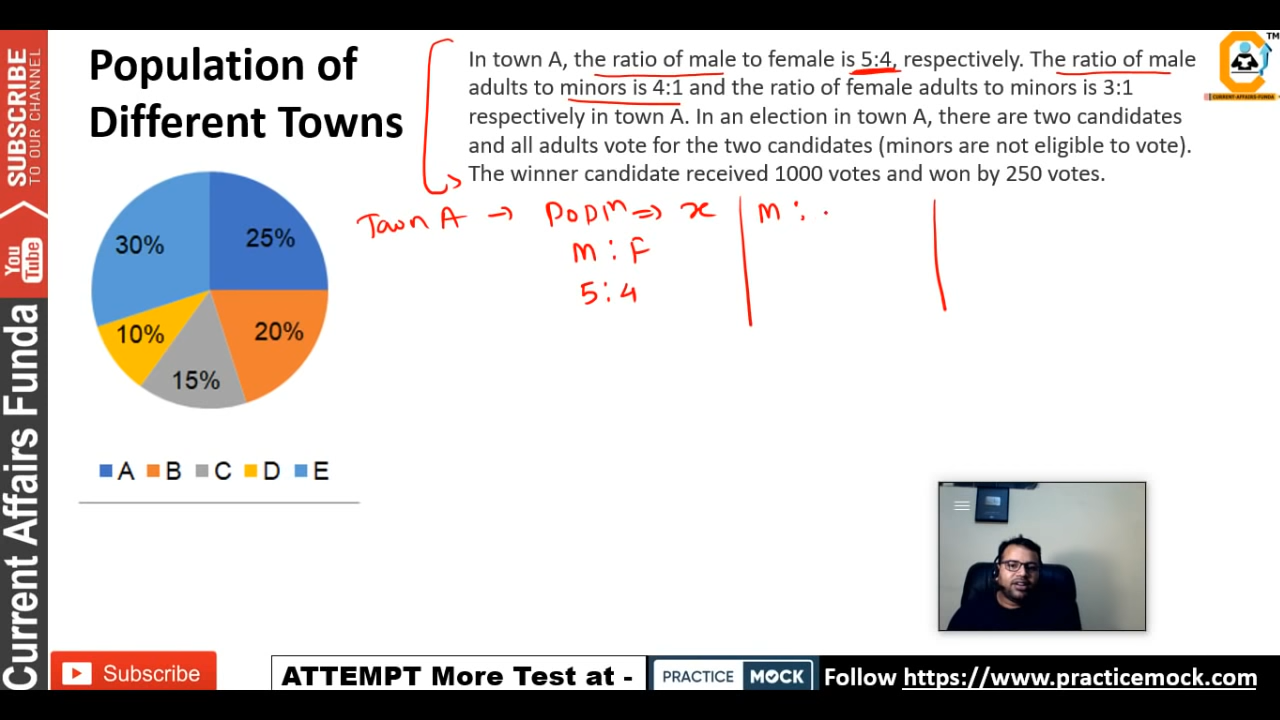 SUBSCRIBE
TO OUR CHANNEL
You
Tube
Current Affairs Funda
Population of
Different Towns
In town A, the ratio of male to female is 5:4, respectively. The ratio of male
adults to minors is 4:1 and the ratio of female adults to minors is 3:1
respectively in town A. In an election in town A, there are two candidates
and all adults vote for the two candidates (minors are not eligible to vote).
The winner candidate received 1000 votes and won by 250 votes.
TM
CURRENT-AFFAIRS-FUNDA
Town A → Popn ⇒ x
M : F
5:4
M :
30%
25%
10%
20%
15%
A B C D E
Subscribe
ATTEMPT More Test at -
PRACTICE MOCK
Follow https://www.practicemock.com